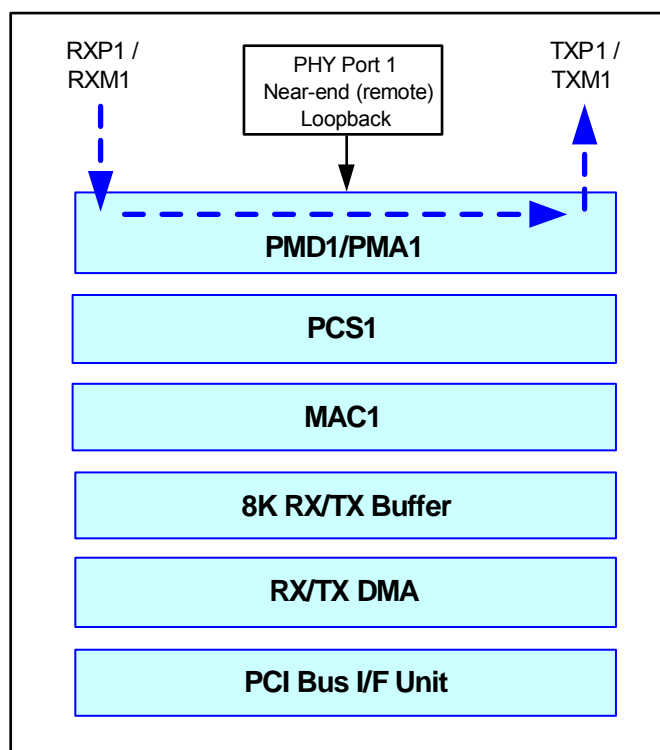 RXP1 /
RXM1
PHY Port 1
Near-end (remote)
Loopback
TXP1 /
TXM1
PMD1/PMA1
PCS1
MAC1
8K RX/TX Buffer
RX/TX DMA
PCI Bus I/F Unit